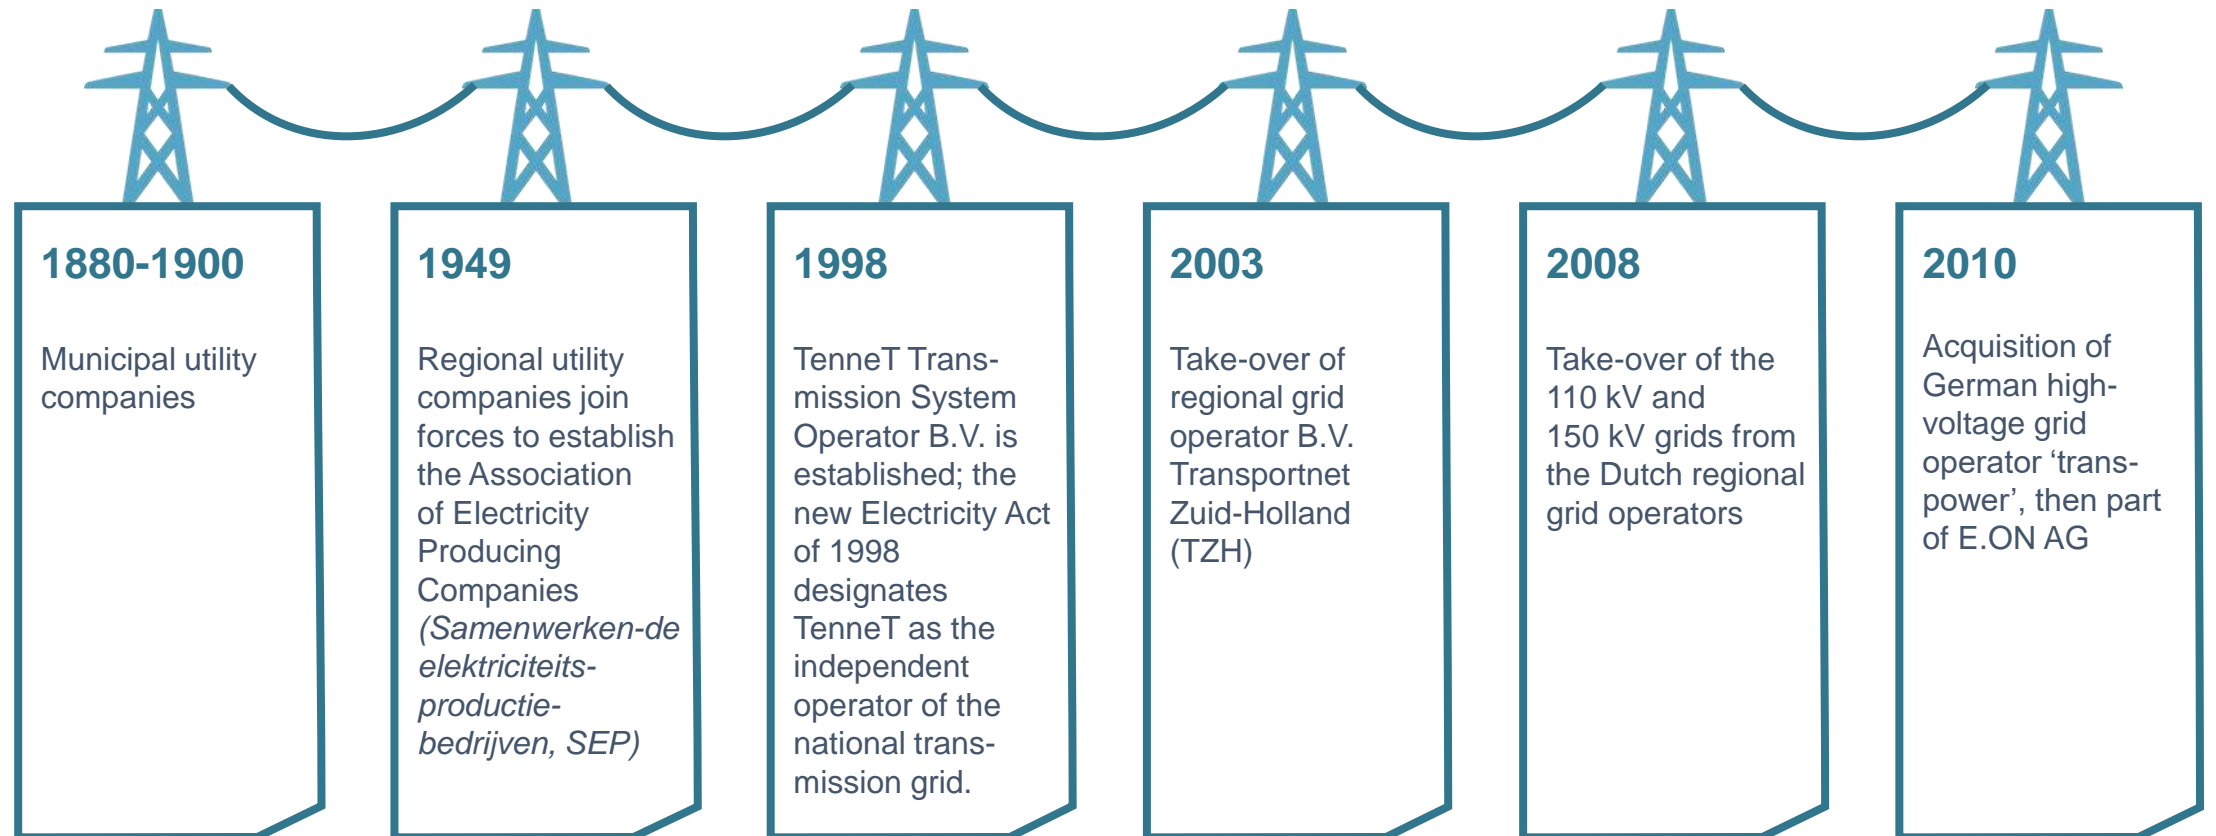 1880-1900
Municipal utility
companies
1949
Regional utility
companies join
forces to establish
the Association
of Electricity
Producing
Companies
(Samenwerken-de
elektriciteits-
productie-
bedrijven, SEP)
1998
TenneT Trans-
mission System
Operator B.V. is
established; the
new Electricity Act
of 1998
designates
TenneT as the
independent
operator of the
national trans-
mission grid.
2003
Take-over of
regional grid
operator B.V.
Transportnet
Zuid-Holland
(TZH)
2008
Take-over of the
110 kV and
150 kV grids from
the Dutch regional
grid operators
2010
Acquisition of
German high-
voltage grid
operator ‘trans-
power’, then part
of E.ON AG